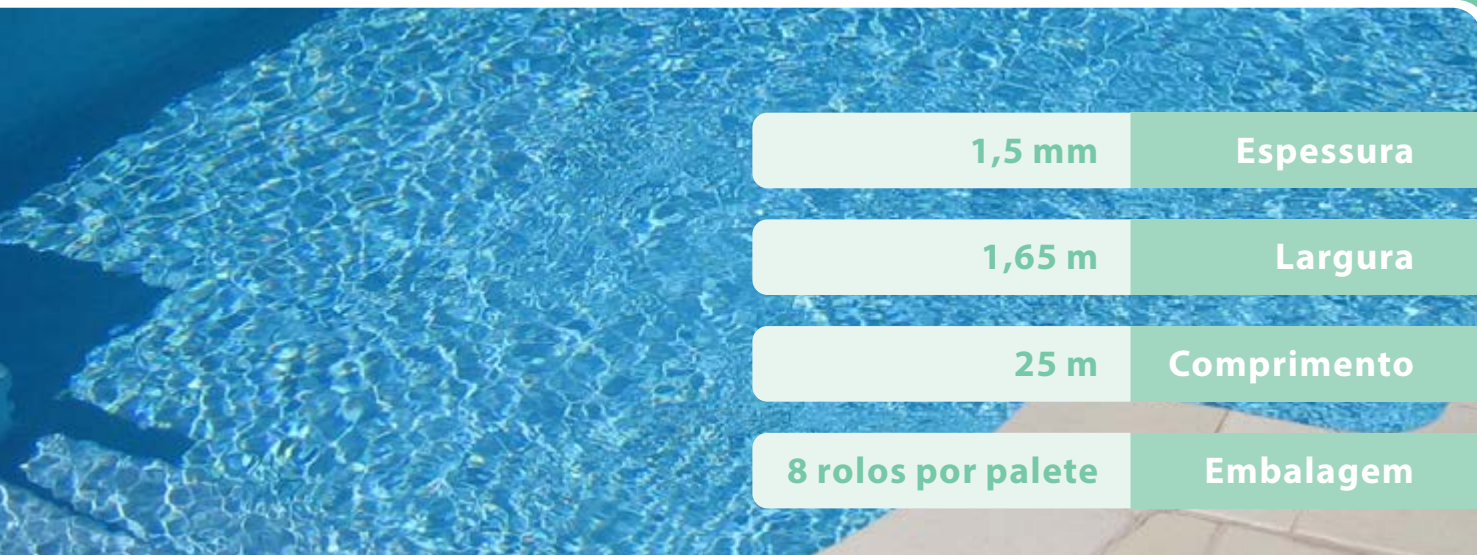 1,5 mm Espessura
1,65 m Largura
25 m Comprimento
8 rolos por palete Embalagem